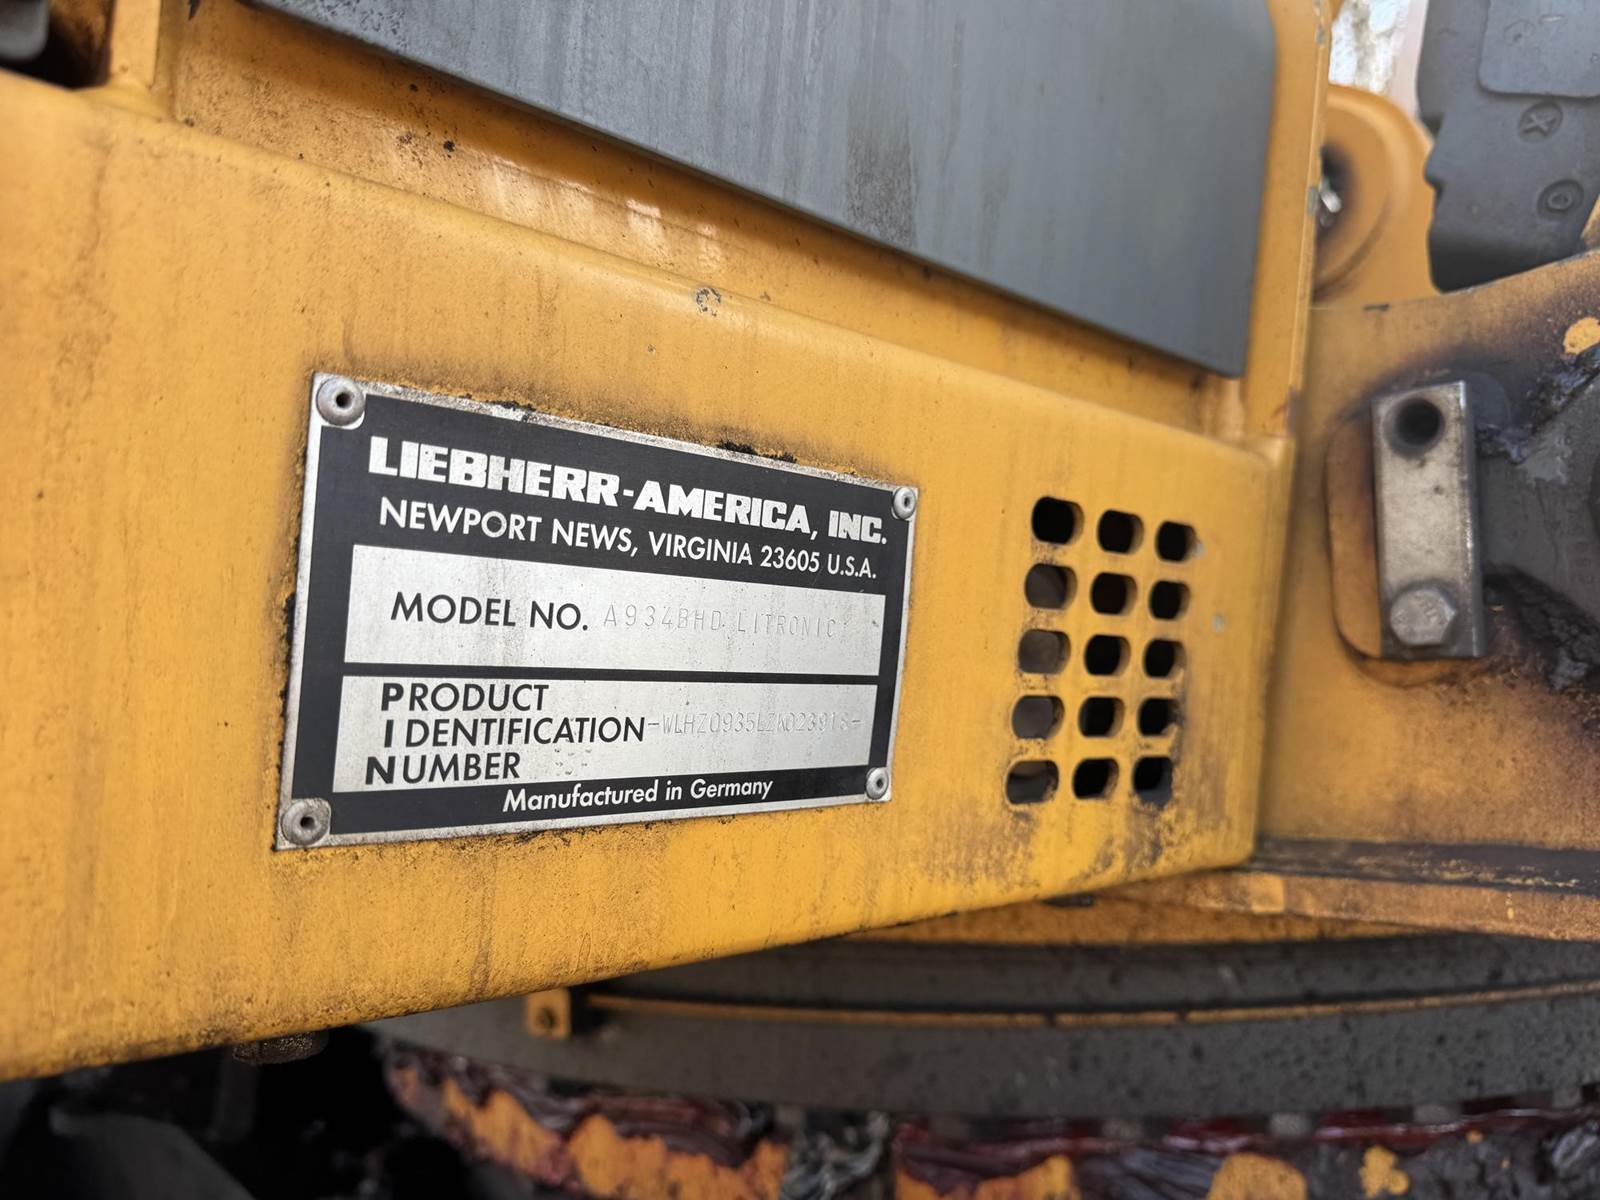 LIEBHERR-AMERICA, INC.
NEWPORT NEWS, VIRGINIA 23605 U.S.A.
MODEL NO. A934BHD LITRONIC
PRODUCT
IDENTIFICATION
NUMBER
Manufactured in Germany